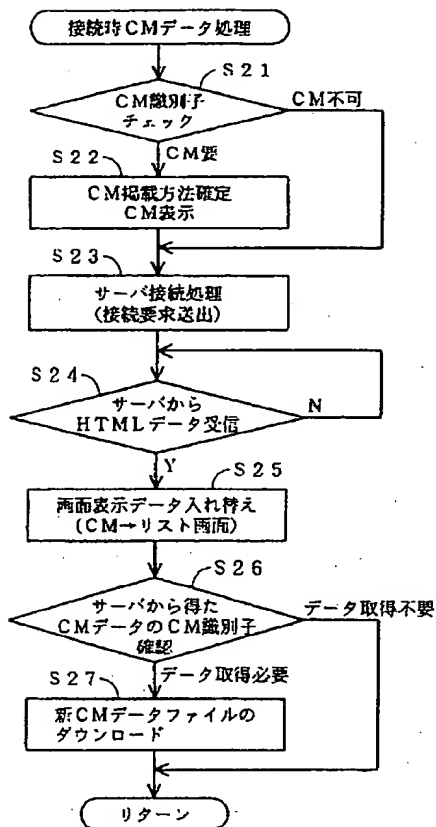 接続時CMデータ処理
S21
CM識別子
チェック
CM不可
S22
CM要
CM掲載方法確定
CM表示
S23
サーバ接続処理
(接続要求送出)
S24
サーバから
HTMLデータ受信
N
Y
S25
画面表示データ入れ替え
(CM→リスト画面)
S26
サーバから得た
CMデータのCM識別子
確認
データ取得不要
S27
データ取得必要
新CMデータファイルの
ダウンロード
リターン